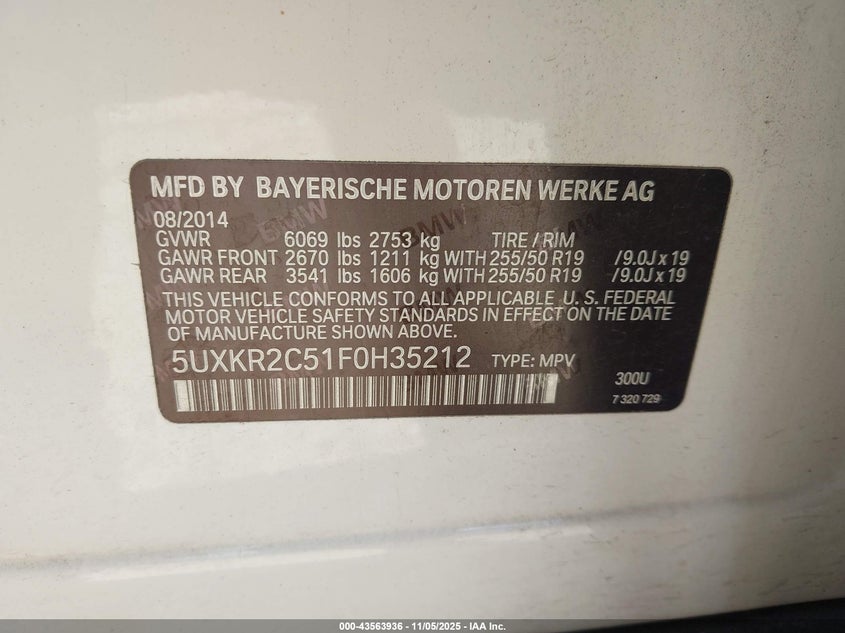 MFD BY BAYERISCHE MOTOREN WERKE AG
08/2014
GVWR 6069 lbs 2753 kg TIRE / RIM
GAWR FRONT 2670 lbs 1211 kg WITH 255/50 R19 /9.0J x 19
GAWR REAR 3541 lbs 1606 kg WITH 255/50 R19 /9.0J x 19
THIS VEHICLE CONFORMS TO ALL APPLICABLE U. S. FEDERAL
MOTOR VEHICLE SAFETY STANDARDS IN EFFECT ON THE DATE
OF MANUFACTURE SHOWN ABOVE.
5UXKR2C51F0H35212 TYPE: MPV
300U
7 320 729
000-43563936 - 11/05/2025 - IAA Inc.